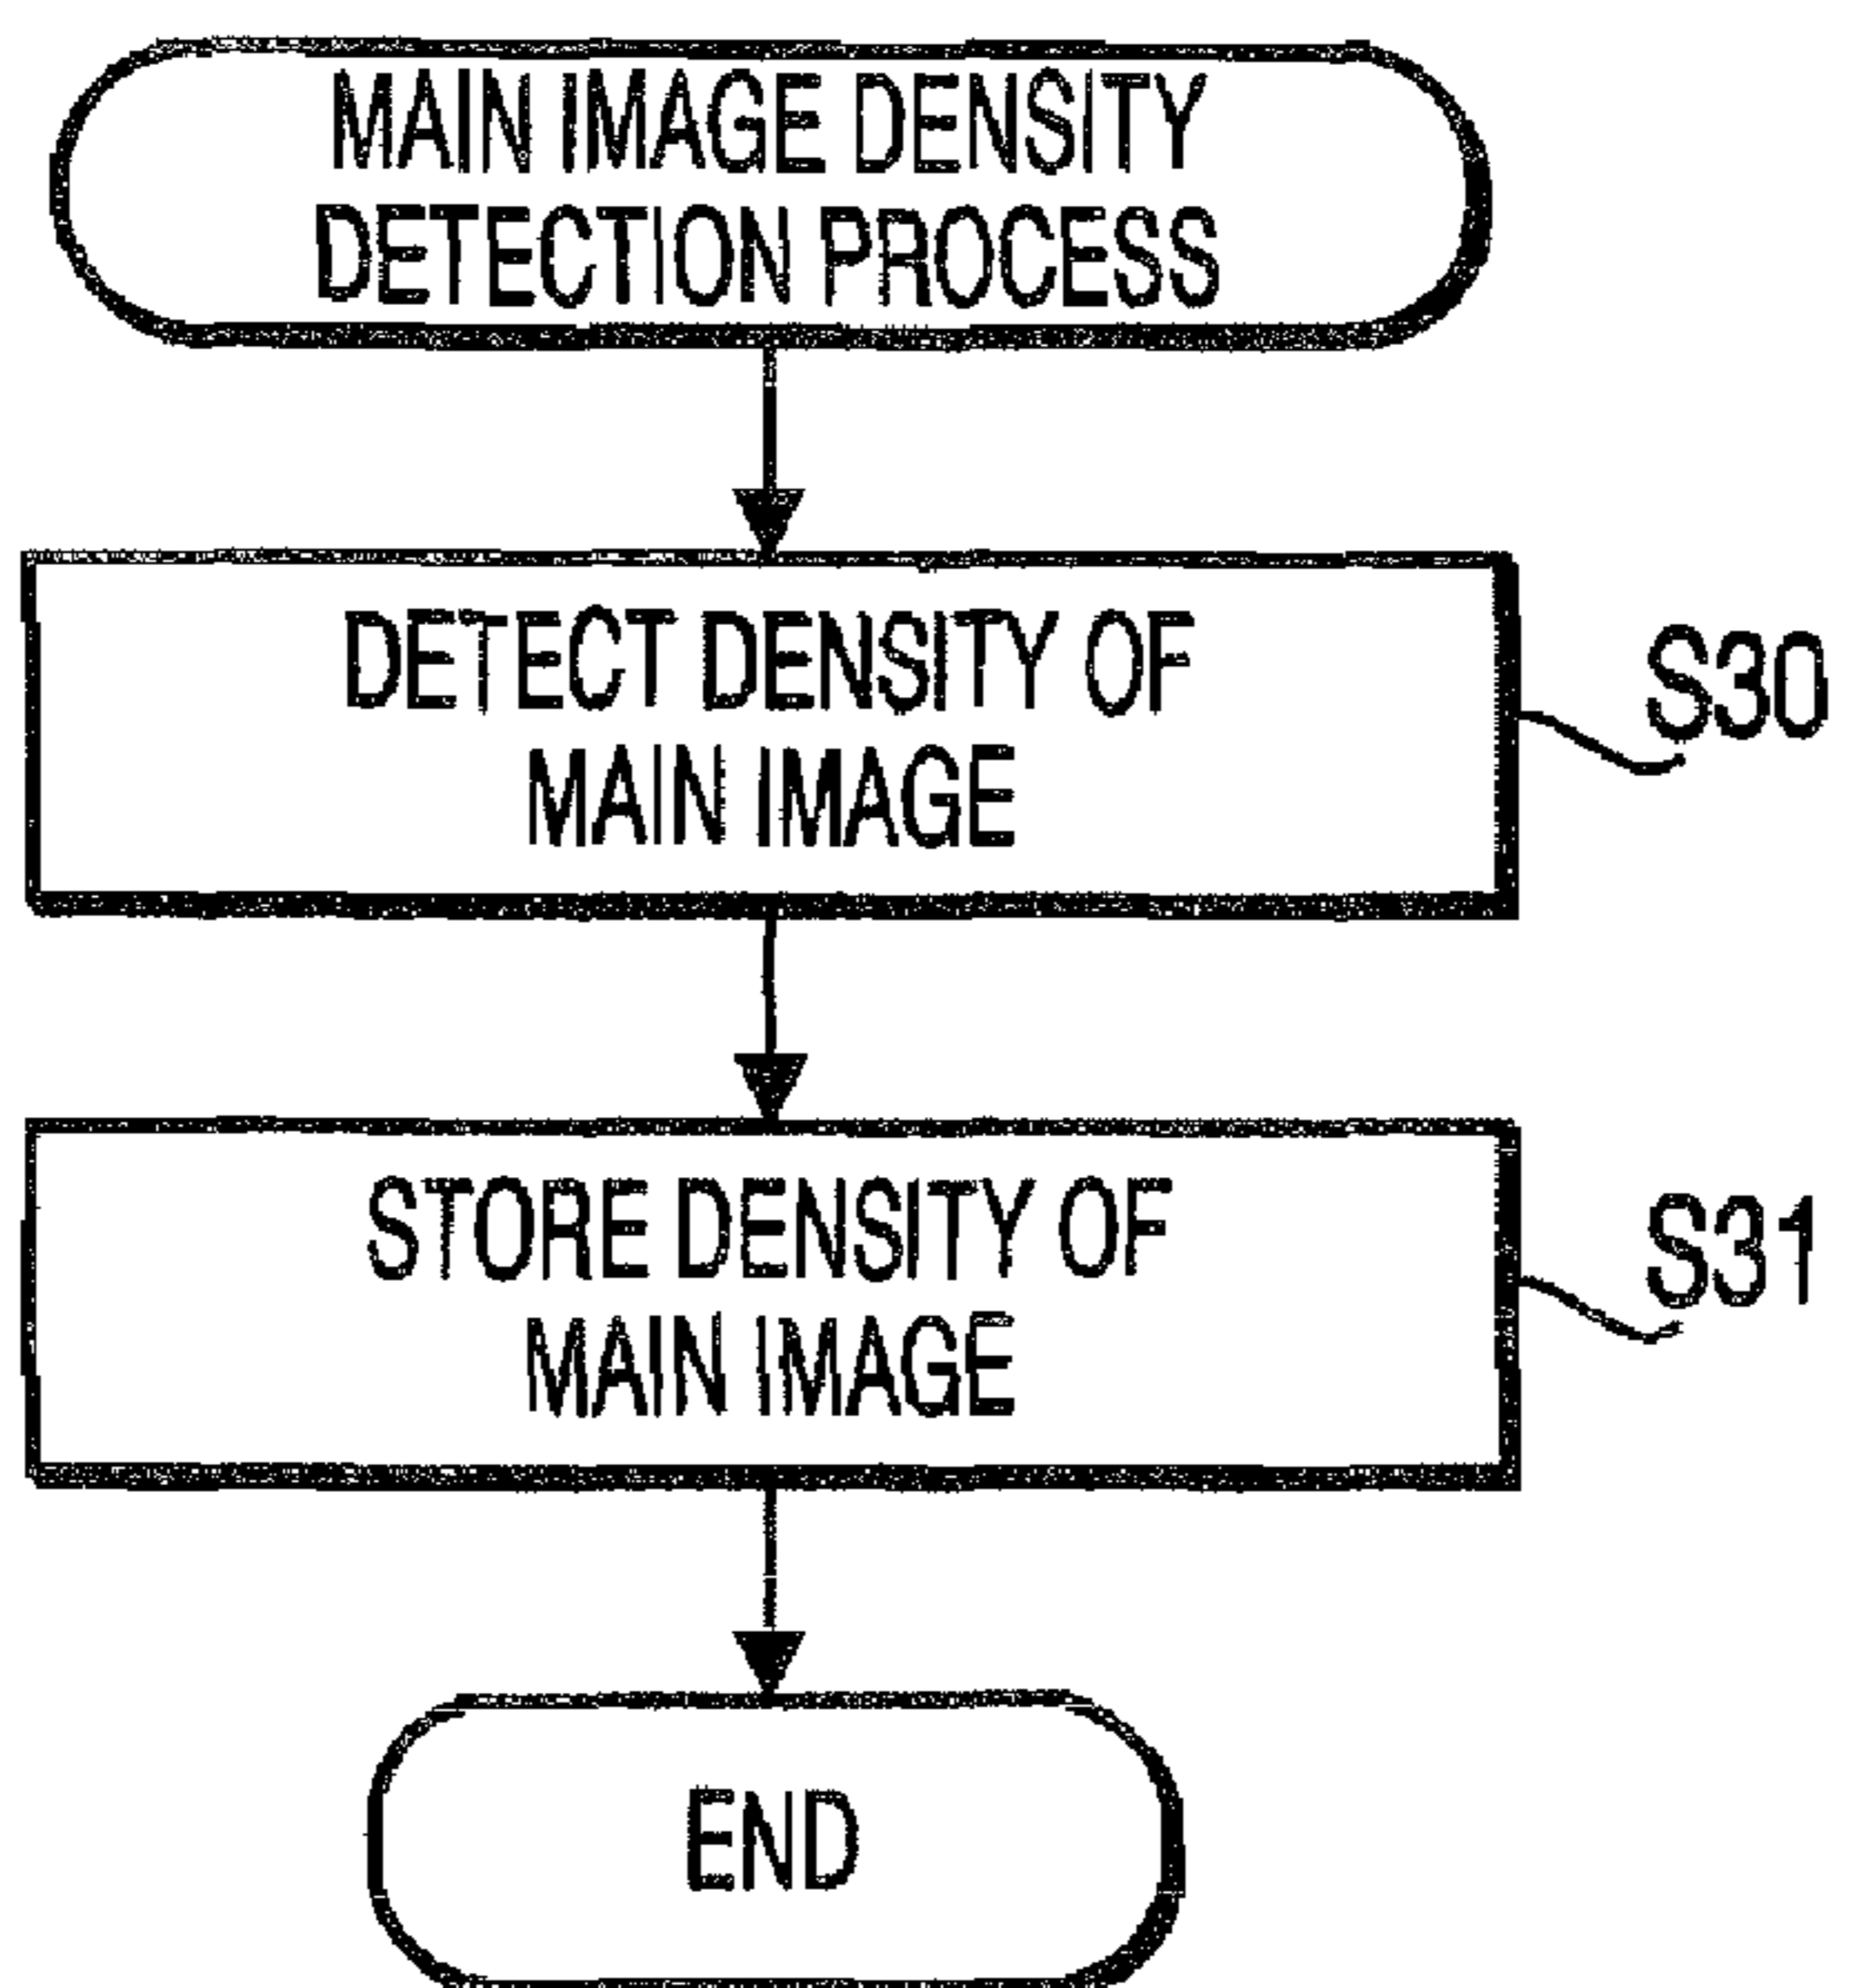 MAIN IMAGE DENSITY
DETECTION PROCESS
DETECT DENSITY OF
MAIN IMAGE
S30
STORE DENSITY OF
MAIN IMAGE
S31
END